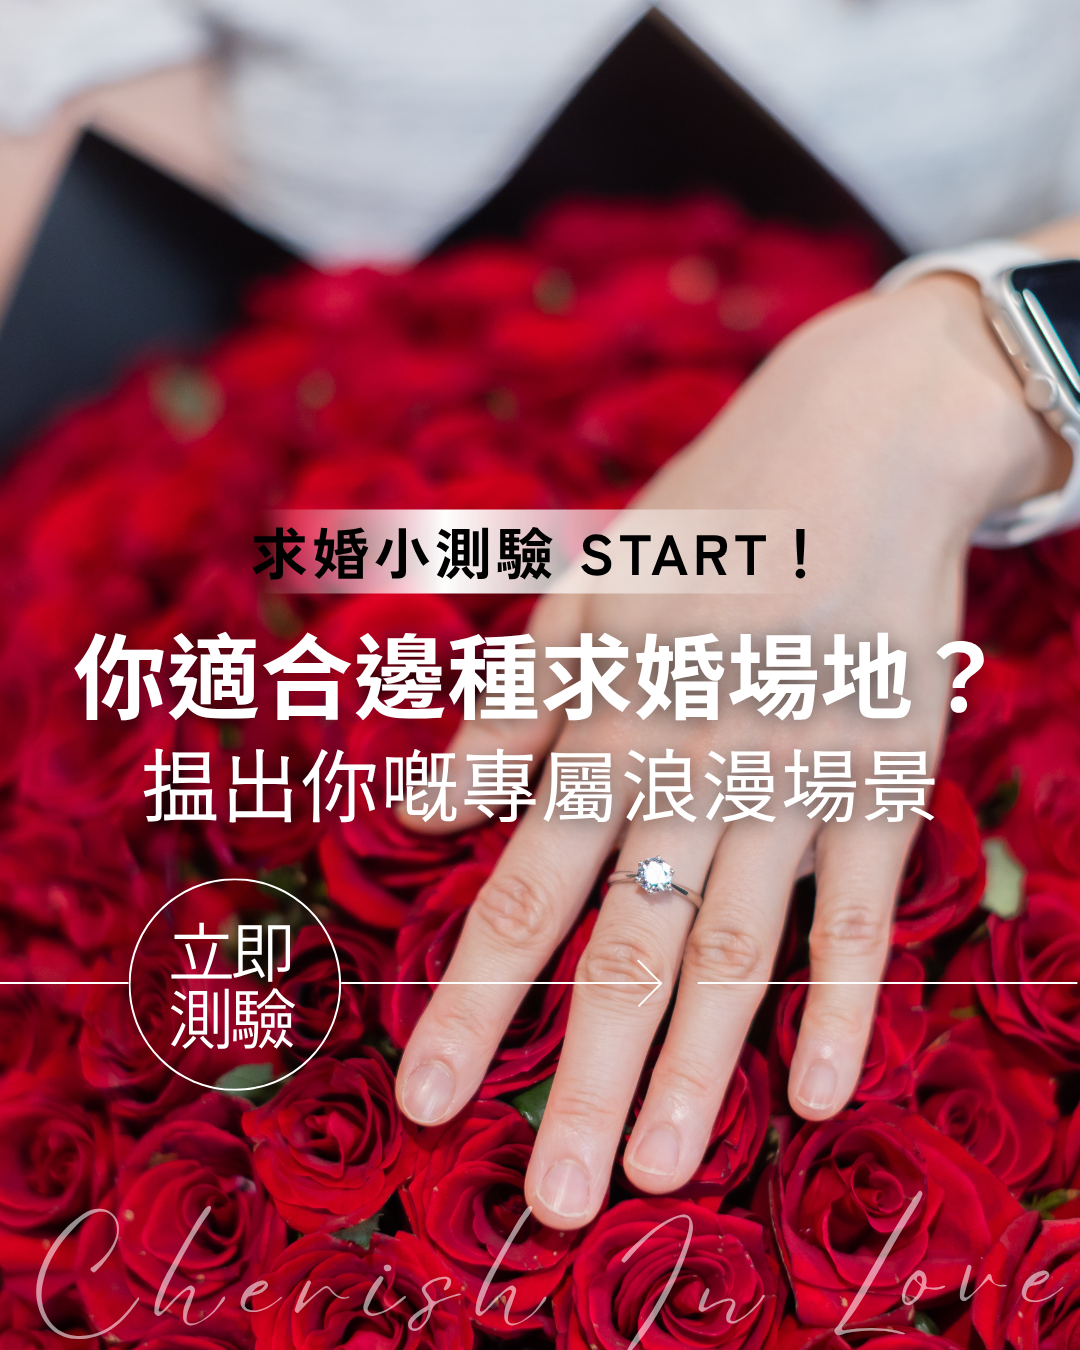 求婚小測驗 START！
你適合邊種求婚場地？
揾出你嘅專屬浪漫場景
立即
測驗
Cherish In Love